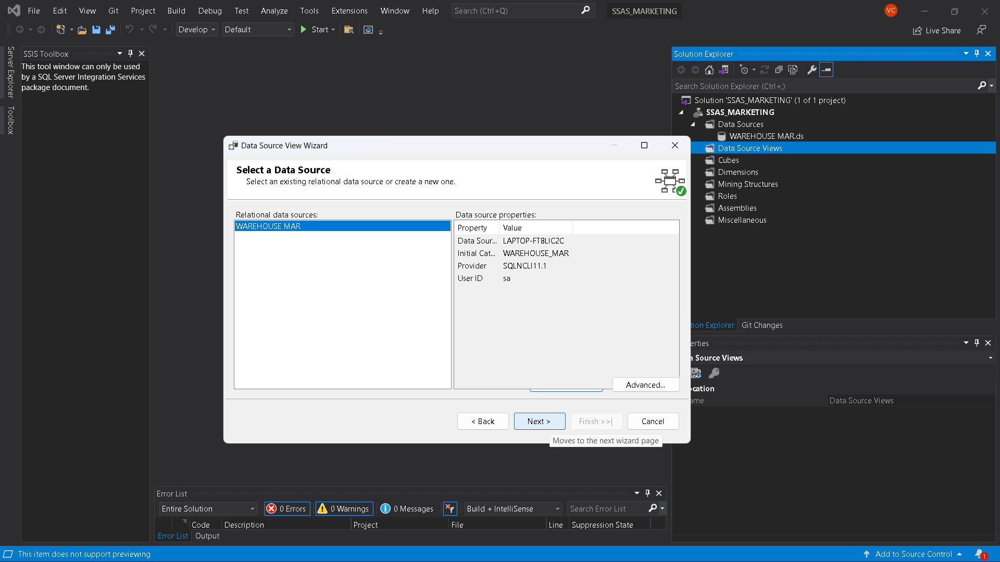 File Edit View Git Project Build Debug Test Analyze Tools Extensions Window Help Search (Ctrl+Q) SSAS_MARKETING VC
Develop Default Start Live Share
Server Explorer
Toolbox
SSIS Toolbox
This tool window can only be used
by a SQL Server Integration Services
package document.
Data Source View Wizard
Select a Data Source
Select an existing relational data source or create a new one.
Relational data sources:
WAREHOUSE MAR
Data source properties:
Property Value
Data Sour... LAPTOP-FT8LIC2C
Initial Cat... WAREHOUSE_MAR
Provider SQLNCLI11.1
User ID sa
Advanced...
< Back Next > Finish >>| Cancel
Moves to the next wizard page
Solution Explorer
Search Solution Explorer (Ctrl+;)
Solution 'SSAS_MARKETING' (1 of 1 project)
SSAS_MARKETING
Data Sources
WAREHOUSE MAR.ds
Data Source Views
Cubes
Dimensions
Mining Structures
Roles
Assemblies
Miscellaneous
tion Explorer Git Changes
erties
a Source Views
ocation
ame Data Source Views
Error List
Entire Solution 0 Errors 0 Warnings 0 Messages Build + IntelliSense Search Error List
Code Description Project File Line Suppression State
Error List Output
This item does not support previewing Add to Source Control 1